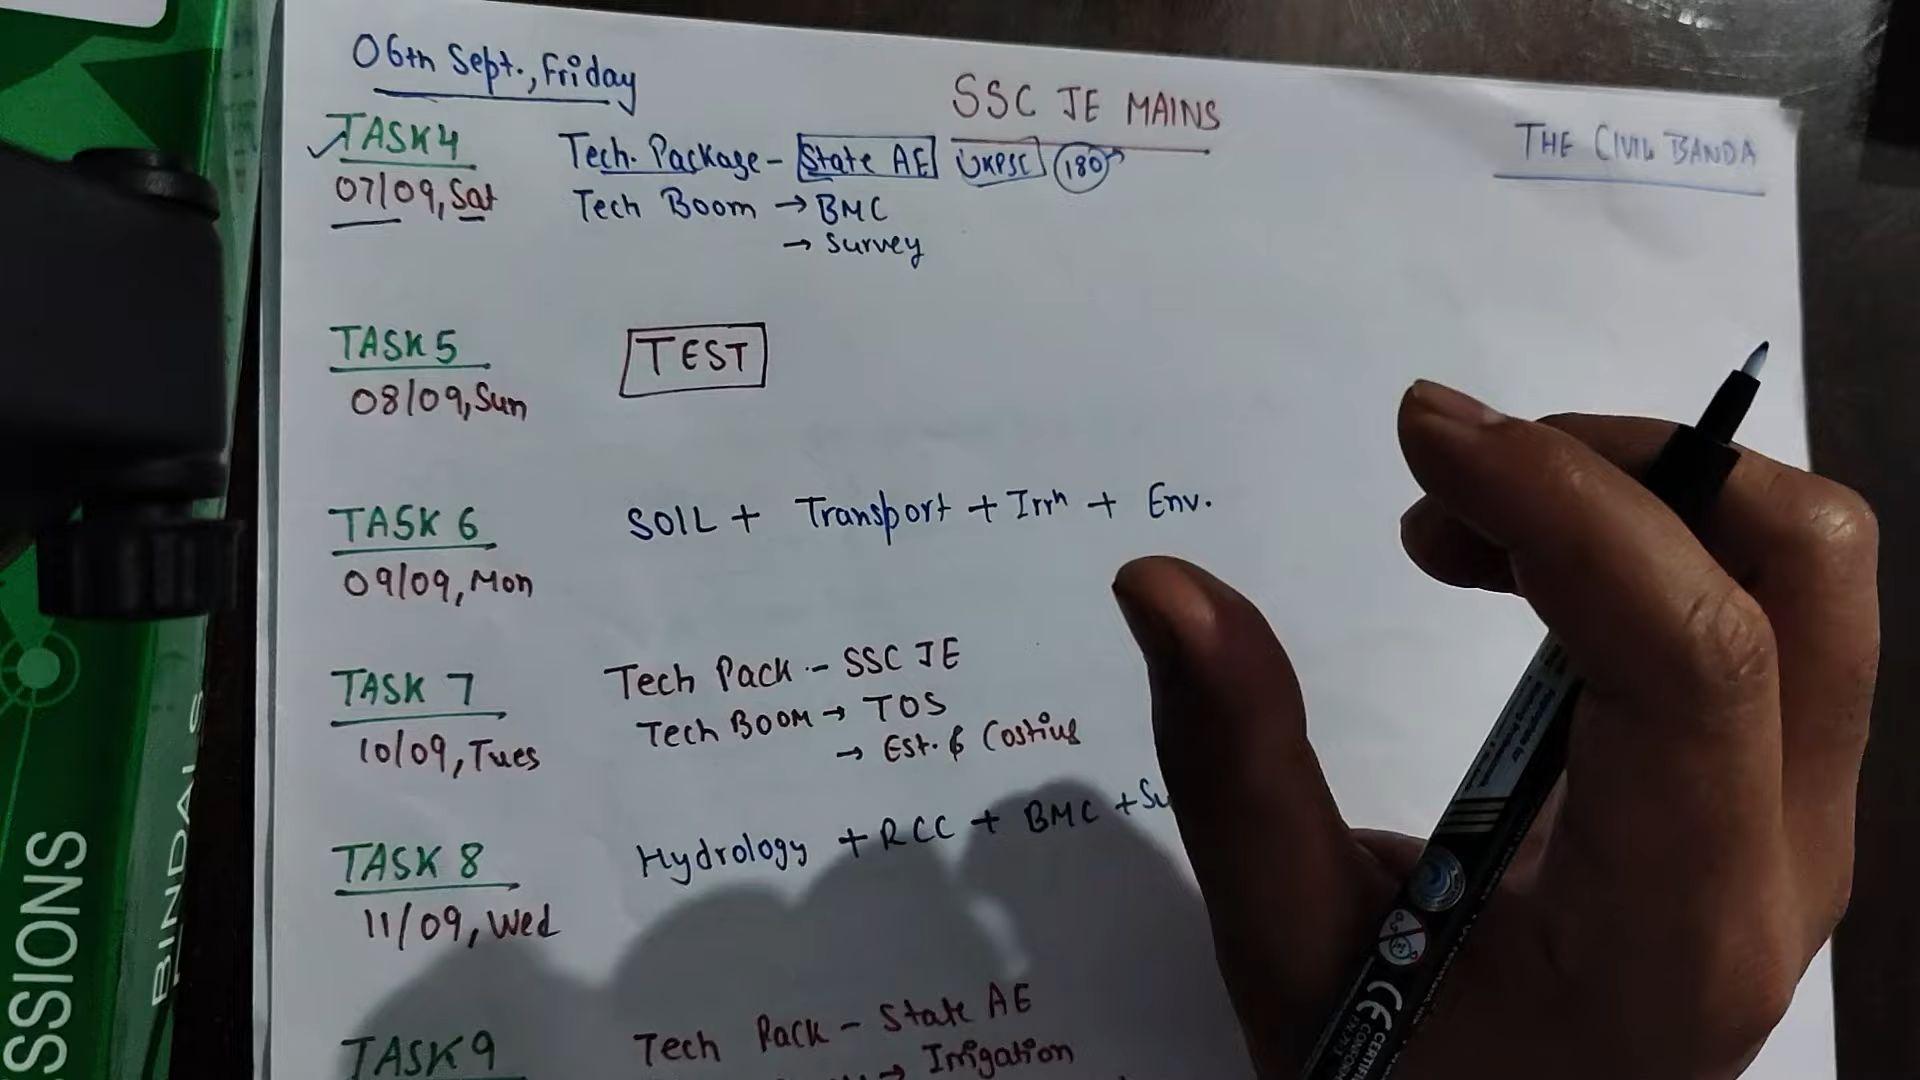 06th Sept., Friday
SSC JE MAINS
THE CIVIL BANDA
TASK 4
07/09, Sat
Tech. Package - State AE UKPSC 180
Tech Boom → BMC
→ Survey
TASK 5
08/09, Sun
TEST
TASK 6
09/09, Mon
SOIL + Transport + Irrⁿ + Env.
TASK 7
10/09, Tues
Tech Pack - SSC JE
Tech BOOM → TOS
→ Est. & Costing
TASK 8
11/09, Wed
Hydrology + RCC + BMC + Su
TASK 9
Tech Pack - State AE
→ Irrigation
SSIONS
BINDALS
CE